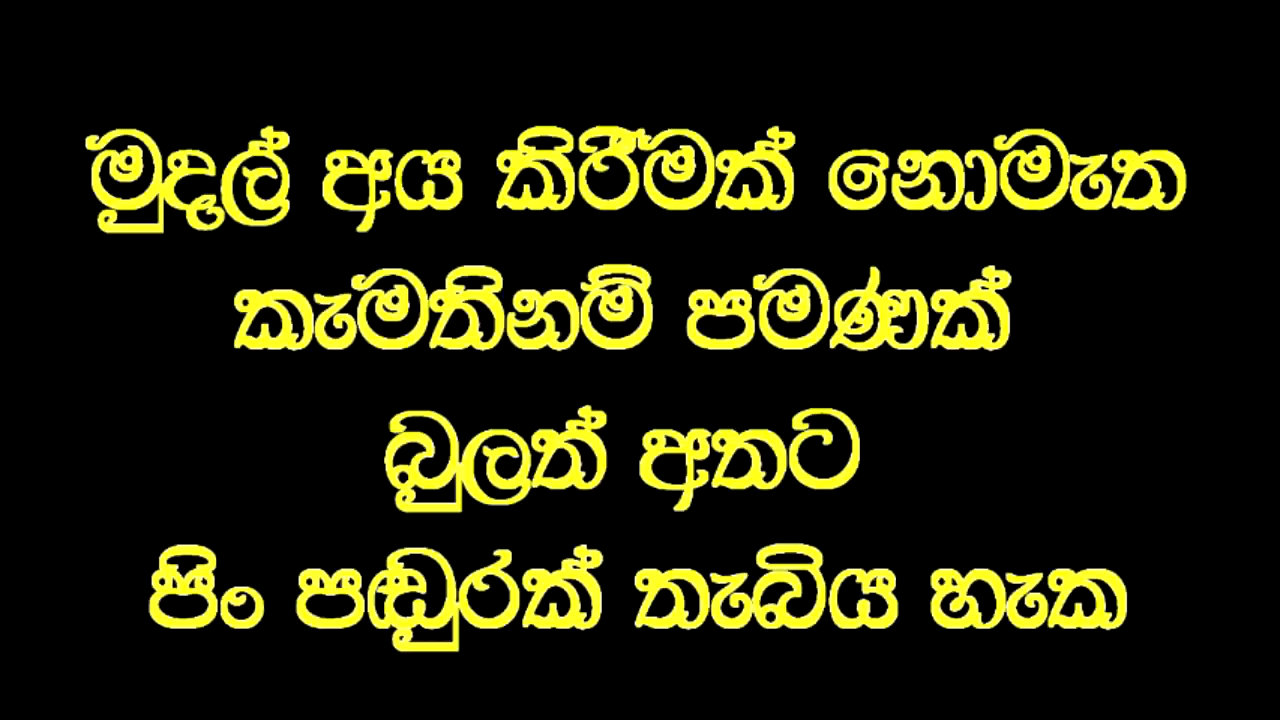 මුදල් අය කිරීමක් නොමැත
කැමතිනම් පමණක්
බුලත් අතට
පිං පඬුරක් තැබිය හැක